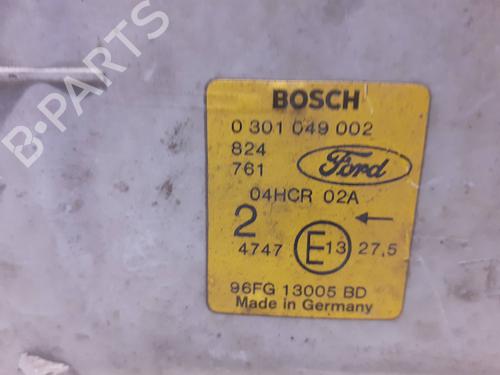 B-PARTS
BOSCH
0 301 049 002
824
761
Ford
04HCR 02A
2
4747 E13 27,5
96FG 13005 BD
Made in Germany